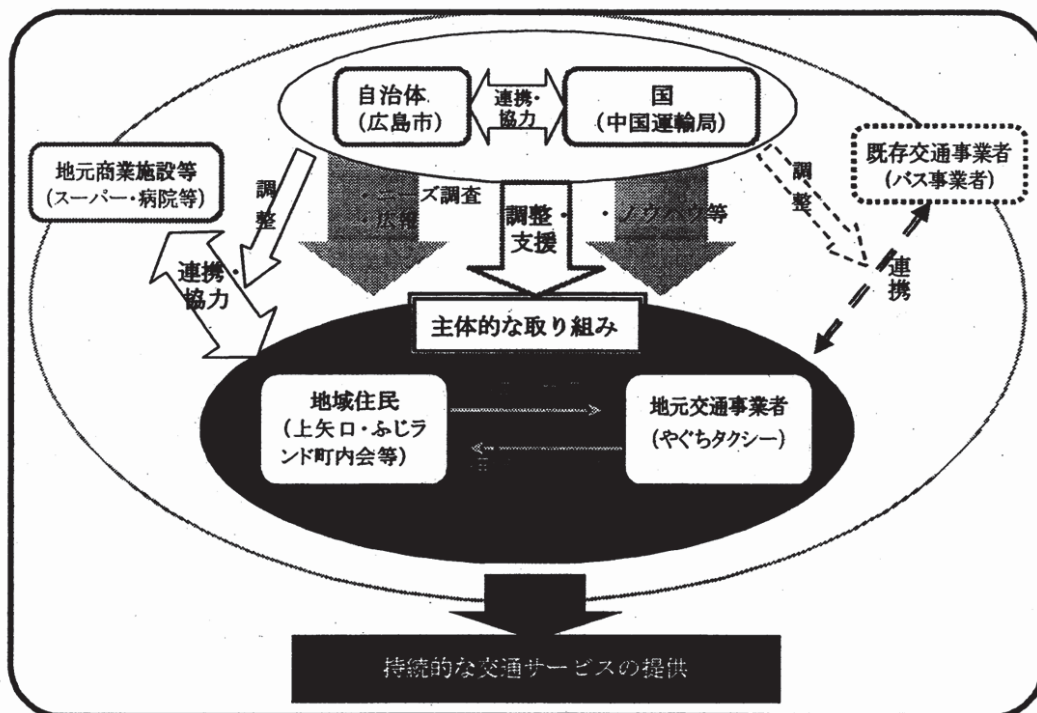 自治体
(広島市)
連携・
協力
国
(中国運輸局)
地元商業施設等
(スーパー・病院等)
既存交通事業者
(バス事業者)
調整
ズ調査
・広報
調整・
支援
・ノウハウ等
調整
連携・
協力
連携
主体的な取り組み
地域住民
(上矢口・ふじラ
ンド町内会等)
地元交通事業者
(やぐちタクシー)
持続的な交通サービスの提供